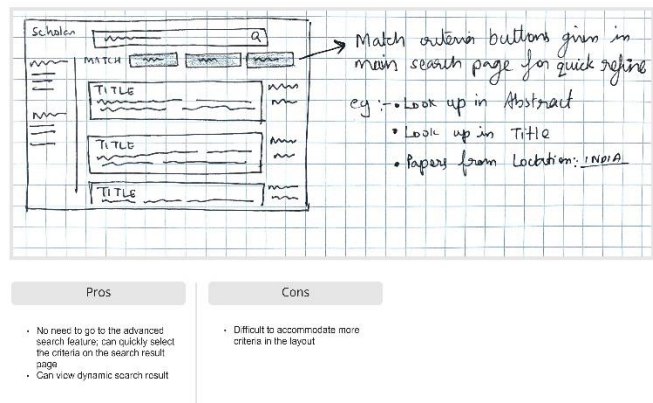 Scholar
MATCH
TITLE
TITLE
TITLE
Match criteria buttons given in
main search page for quick refine
eg :- • Look up in Abstract
• Look up in Title
• Papers from Location: INDIA
Pros
• No need to go to the advanced
search feature, can quickly select
the criteria on the search result
page
• Can view dynamic search result
Cons
• Difficult to accommodate more
criteria in the layout